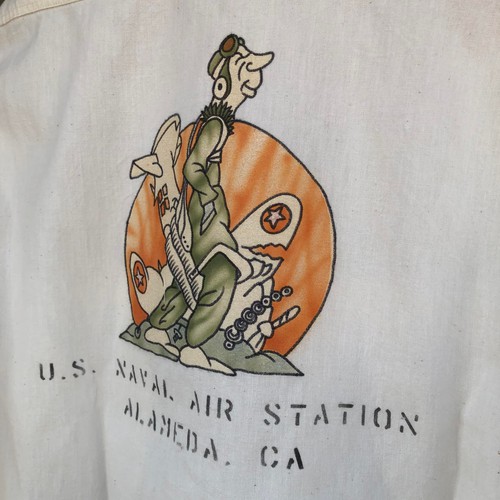 U.S. NAVAL AIR STATION
ALAMEDA, CA